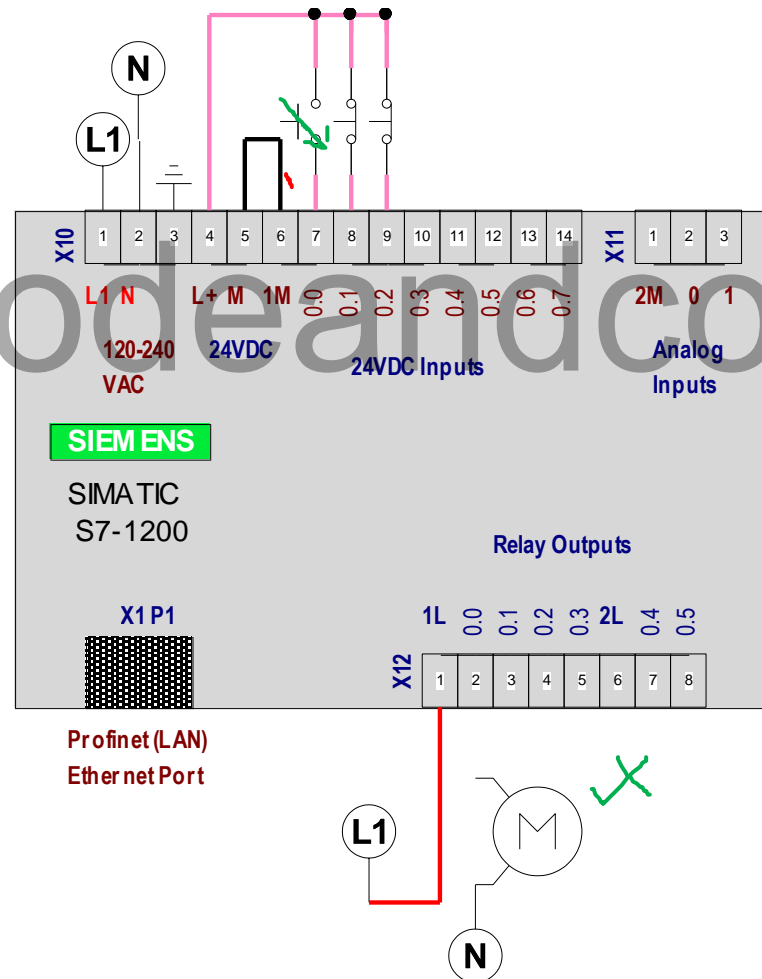 N
L1
X10
1 2 3 4 5 6 7 8 9 10 11 12 13 14
X11
1 2 3
L1 N L+ M 1M 0.0 0.1 0.2 0.3 0.4 0.5 0.6 0.7
2M 0 1
odeandco
120-240
VAC
24VDC
24VDC Inputs
Analog
Inputs
SIEMENS
SIMATIC
S7-1200
Relay Outputs
X1 P1
1L 0.0 0.1 0.2 0.3 2L 0.4 0.5
X12
1 2 3 4 5 6 7 8
Profinet (LAN)
Ethernet Port
L1
M
N